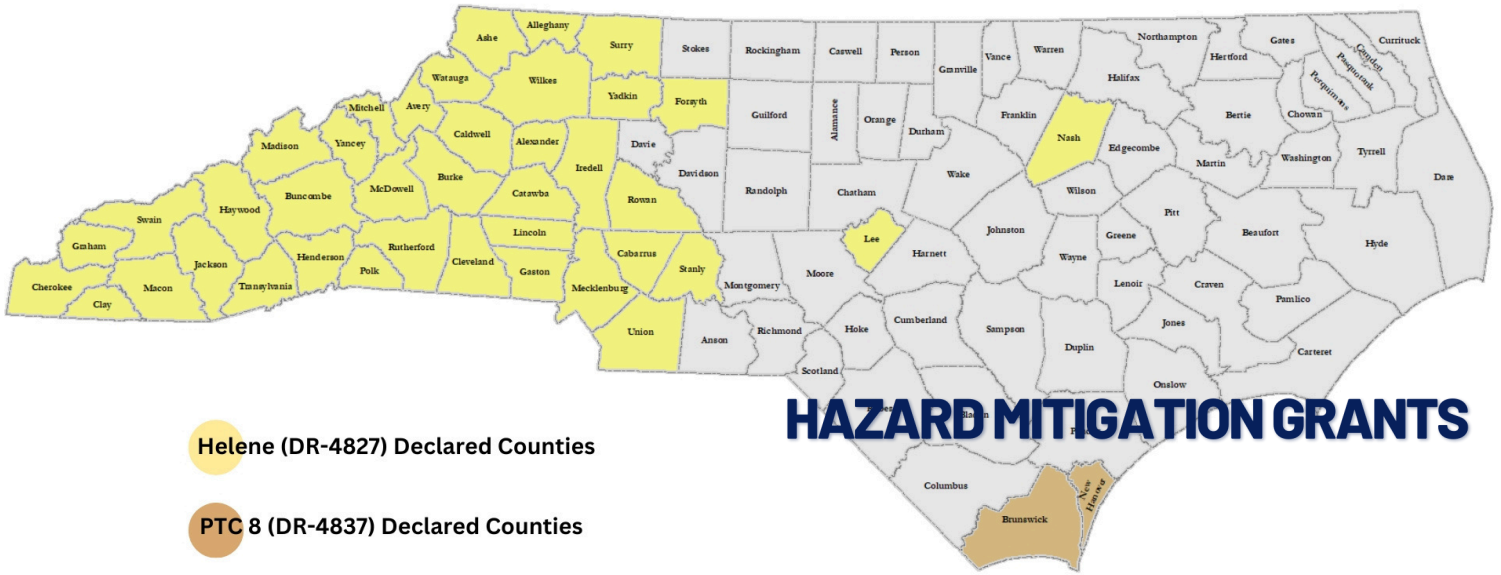 Ashe
Alleghany
Surry
Stokes
Rockingham
Caswell
Person
Granville
Vance
Warren
Northampton
Gates
Currituck
Camden
Pasquotank
Perquimans
Hertford
Halifax
Watauga
Wilkes
Yadkin
Forsyth
Guilford
Alamance
Orange
Durham
Franklin
Nash
Edgecombe
Bertie
Chowan
Mitchell
Avery
Caldwell
Alexander
Iredell
Davie
Davidson
Randolph
Chatham
Wake
Wilson
Martin
Washington
Tyrrell
Dare
Madison
Yancey
McDowell
Burke
Catawba
Rowan
Buncombe
Haywood
Swain
Graham
Cherokee
Clay
Macon
Jackson
Transylvania
Henderson
Polk
Rutherford
Cleveland
Lincoln
Gaston
Mecklenburg
Cabarrus
Stanly
Union
Anson
Montgomery
Richmond
Moore
Lee
Harnett
Johnston
Wayne
Greene
Pitt
Beaufort
Hyde
Lenoir
Craven
Pamlico
Jones
Carteret
Hoke
Cumberland
Sampson
Duplin
Onslow
Scotland
HAZARD MITIGATION GRANTS
Columbus
Brunswick
New
Hanover
Helene (DR-4827) Declared Counties
PTC 8 (DR-4837) Declared Counties